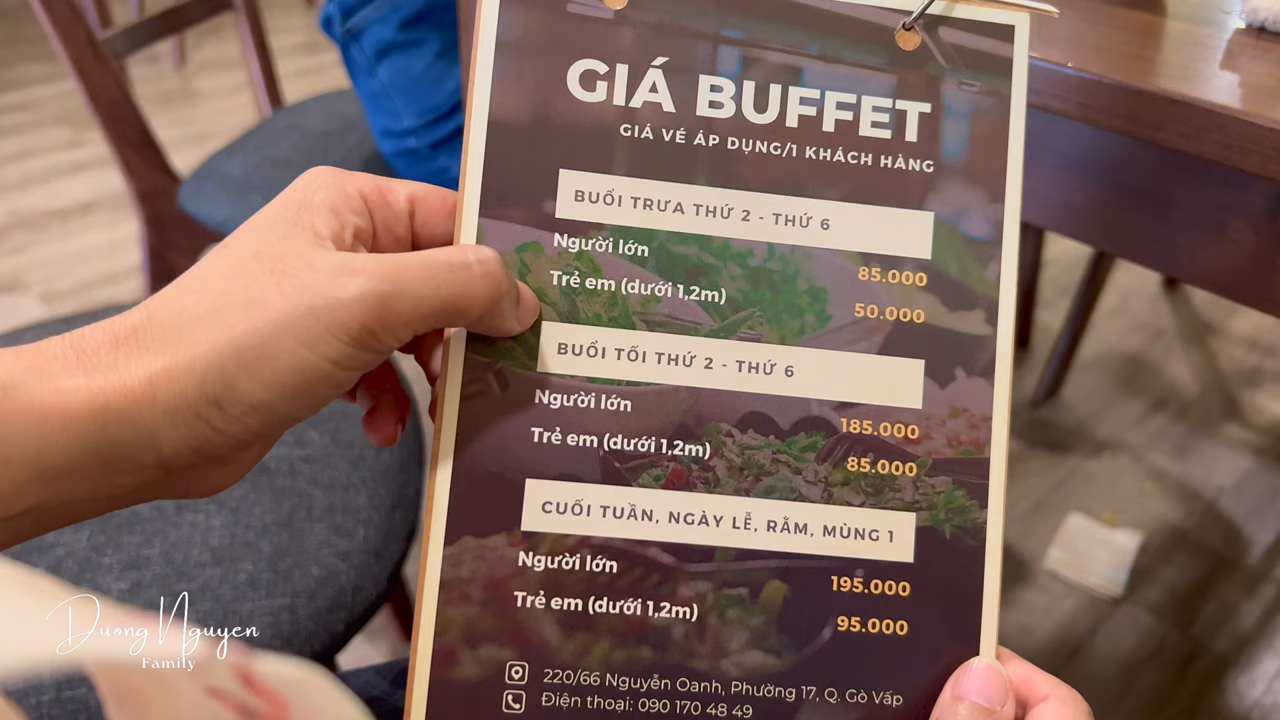 GIÁ BUFFET
GIÁ VÉ ÁP DỤNG/1 KHÁCH HÀNG
BUỔI TRƯA THỨ 2 - THỨ 6
Người lớn 85.000
Trẻ em (dưới 1,2m) 50.000
BUỔI TỐI THỨ 2 - THỨ 6
Người lớn 185.000
Trẻ em (dưới 1,2m) 85.000
CUỐI TUẦN, NGÀY LỄ, RẰM, MÙNG 1
Người lớn 195.000
Trẻ em (dưới 1,2m) 95.000
220/66 Nguyễn Oanh, Phường 17, Q. Gò Vấp
Điện thoại: 090 170 48 49
Duong Nguyen
Family